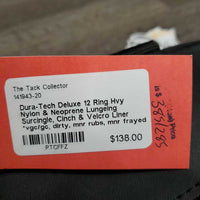 The Tack Collector
141943-20
Dura-Tech Deluxe 12 Ring Hvy
Nylon & Neoprene Lungeing
Surcingle, Cinch & Velcro Liner
*vgc/gc, dirty, mnr rubs, mnr frayed
PTCFFZ
$138.00